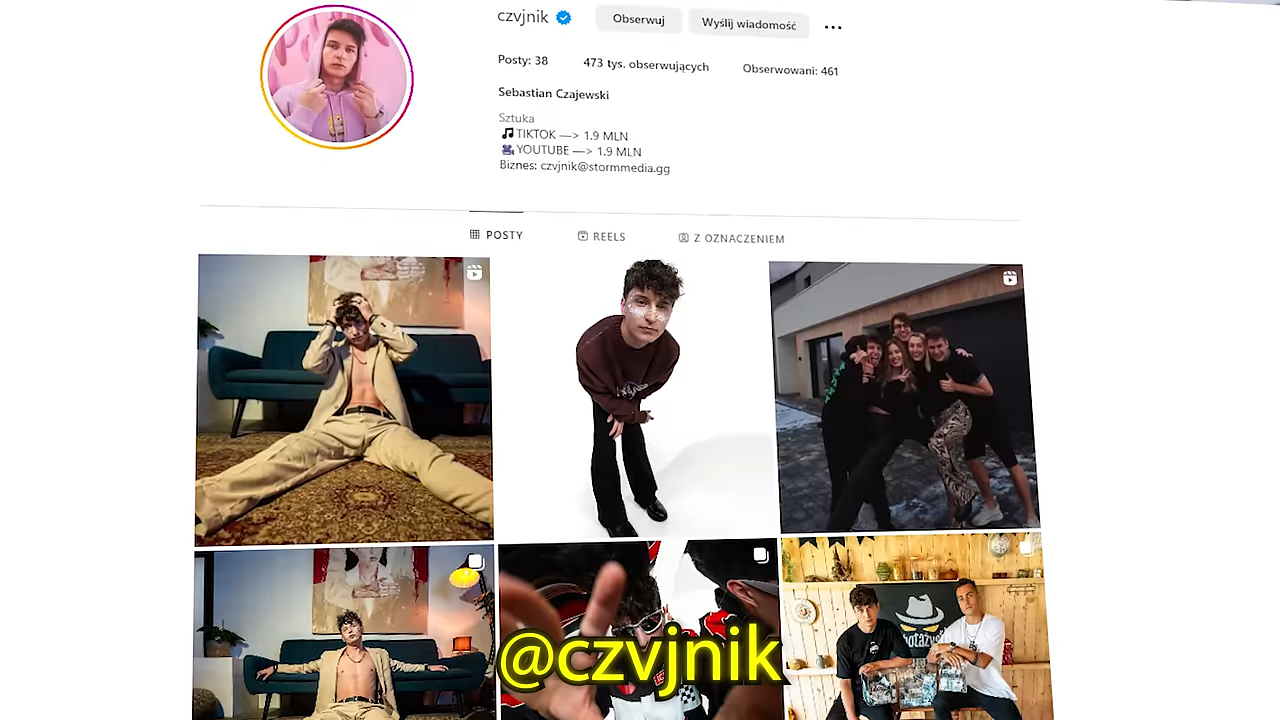 czvjnik
Obserwuj
Wyślij wiadomość
Posty: 38
473 tys. obserwujących
Obserwowani: 461
Sebastian Czajewski
Sztuka
TIKTOK —> 1.9 MLN
YOUTUBE —> 1.9 MLN
Biznes: czvjnik@stormmedia.gg
POSTY
REELS
Z OZNACZENIEM
@czvjnik